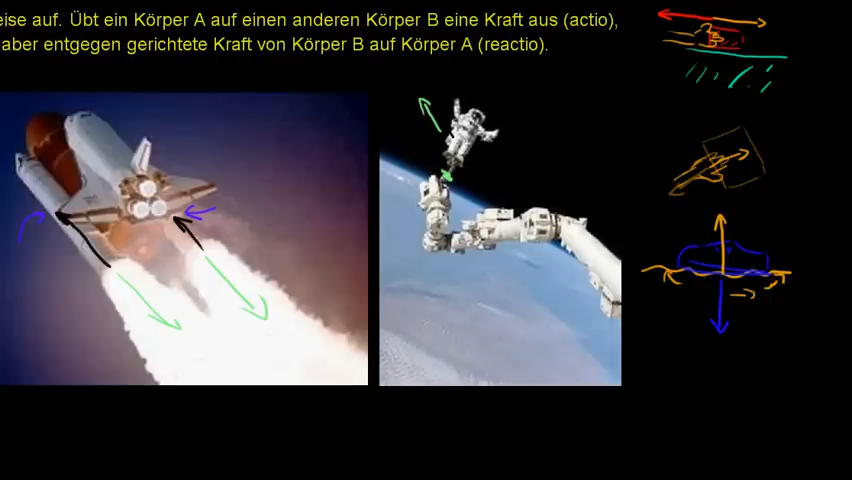 eise auf. Übt ein Körper A auf einen anderen Körper B eine Kraft aus (actio),
aber entgegen gerichtete Kraft von Körper B auf Körper A (reactio).